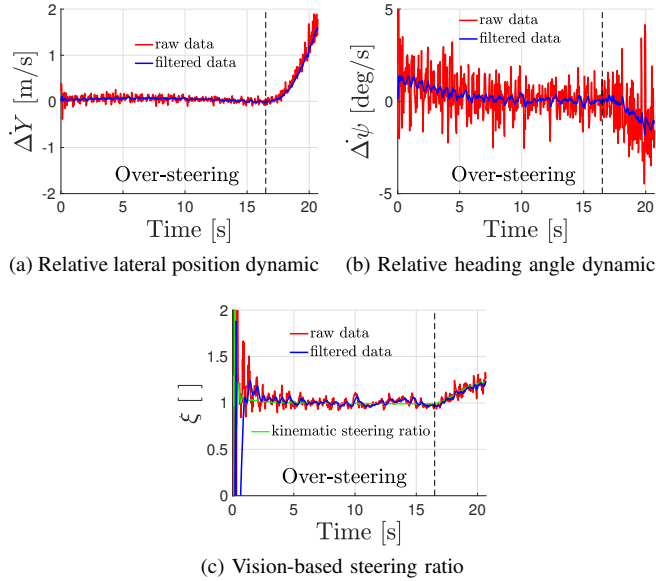 2
1
0
-1
-2
ΔẎ [m/s]
raw data
filtered data
Over-steering
0 5 10 15 20
Time [s]
(a) Relative lateral position dynamic
5
0
-5
Δψ̇ [deg/s]
raw data
filtered data
Over-steering
0 5 10 15 20
Time [s]
(b) Relative heading angle dynamic
2
1.5
1
0.5
0
ξ [ ]
raw data
filtered data
kinematic steering ratio
Over-steering
0 5 10 15 20
Time [s]
(c) Vision-based steering ratio